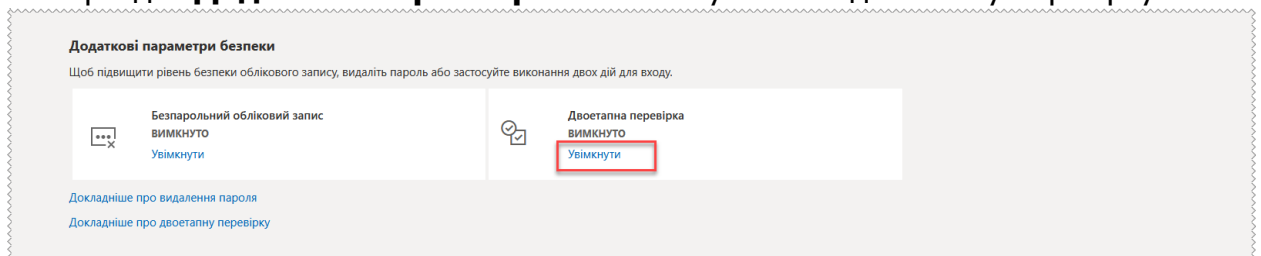 Додаткові параметри безпеки
Щоб підвищити рівень безпеки облікового запису, видаліть пароль або застосуйте виконання двох дій для входу.
Безпарольний обліковий запис
ВИМКНУТО
Увімкнути
Двоетапна перевірка
ВИМКНУТО
Увімкнути
Докладніше про видалення пароля
Докладніше про двоетапну перевірку